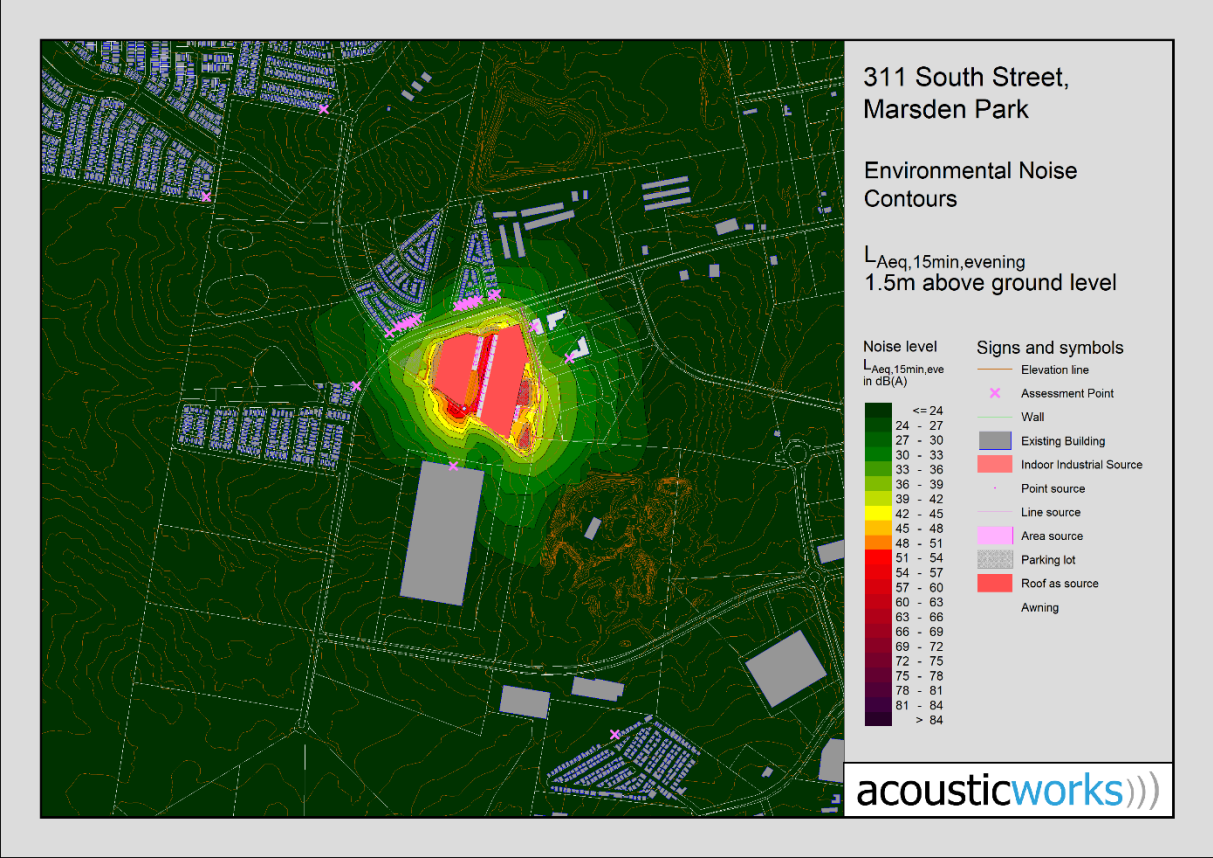 311 South Street,
Marsden Park
Environmental Noise
Contours
LAeq,15min,evening
1.5m above ground level
Noise level
LAeq,15min,eve
in dB(A)
<= 24
24 - 27
27 - 30
30 - 33
33 - 36
36 - 39
39 - 42
42 - 45
45 - 48
48 - 51
51 - 54
54 - 57
57 - 60
60 - 63
63 - 66
66 - 69
69 - 72
72 - 75
75 - 78
78 - 81
81 - 84
> 84
Signs and symbols
Elevation line
Assessment Point
Wall
Existing Building
Indoor Industrial Source
Point source
Line source
Area source
Parking lot
Roof as source
Awning
acousticworks)))